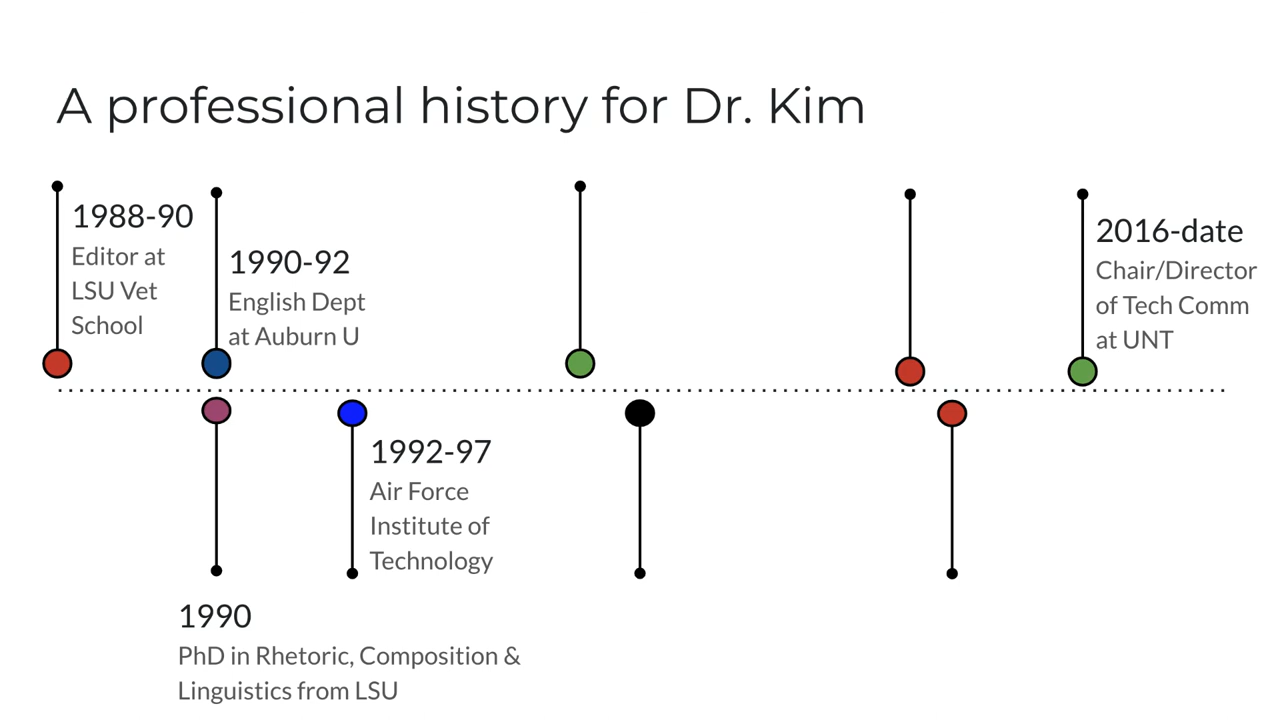 A professional history for Dr. Kim
1988-90
Editor at
LSU Vet
School
1990-92
English Dept
at Auburn U
2016-date
Chair/Director
of Tech Comm
at UNT
1992-97
Air Force
Institute of
Technology
1990
PhD in Rhetoric, Composition &
Linguistics from LSU